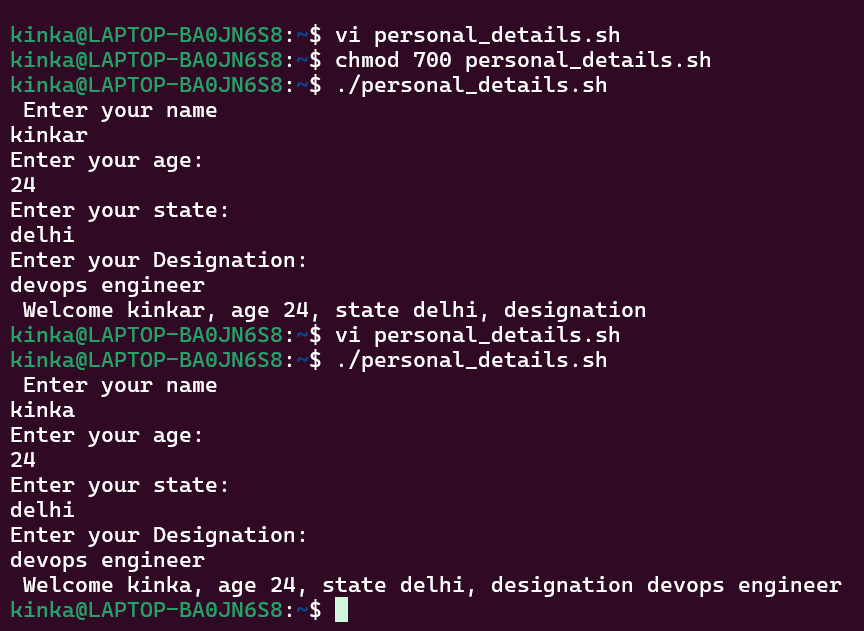 kinka@LAPTOP-BA0JN6S8:~$ vi personal_details.sh
kinka@LAPTOP-BA0JN6S8:~$ chmod 700 personal_details.sh
kinka@LAPTOP-BA0JN6S8:~$ ./personal_details.sh
 Enter your name
kinkar
Enter your age:
24
Enter your state:
delhi
Enter your Designation:
devops engineer
 Welcome kinkar, age 24, state delhi, designation
kinka@LAPTOP-BA0JN6S8:~$ vi personal_details.sh
kinka@LAPTOP-BA0JN6S8:~$ ./personal_details.sh
 Enter your name
kinka
Enter your age:
24
Enter your state:
delhi
Enter your Designation:
devops engineer
 Welcome kinka, age 24, state delhi, designation devops engineer
kinka@LAPTOP-BA0JN6S8:~$